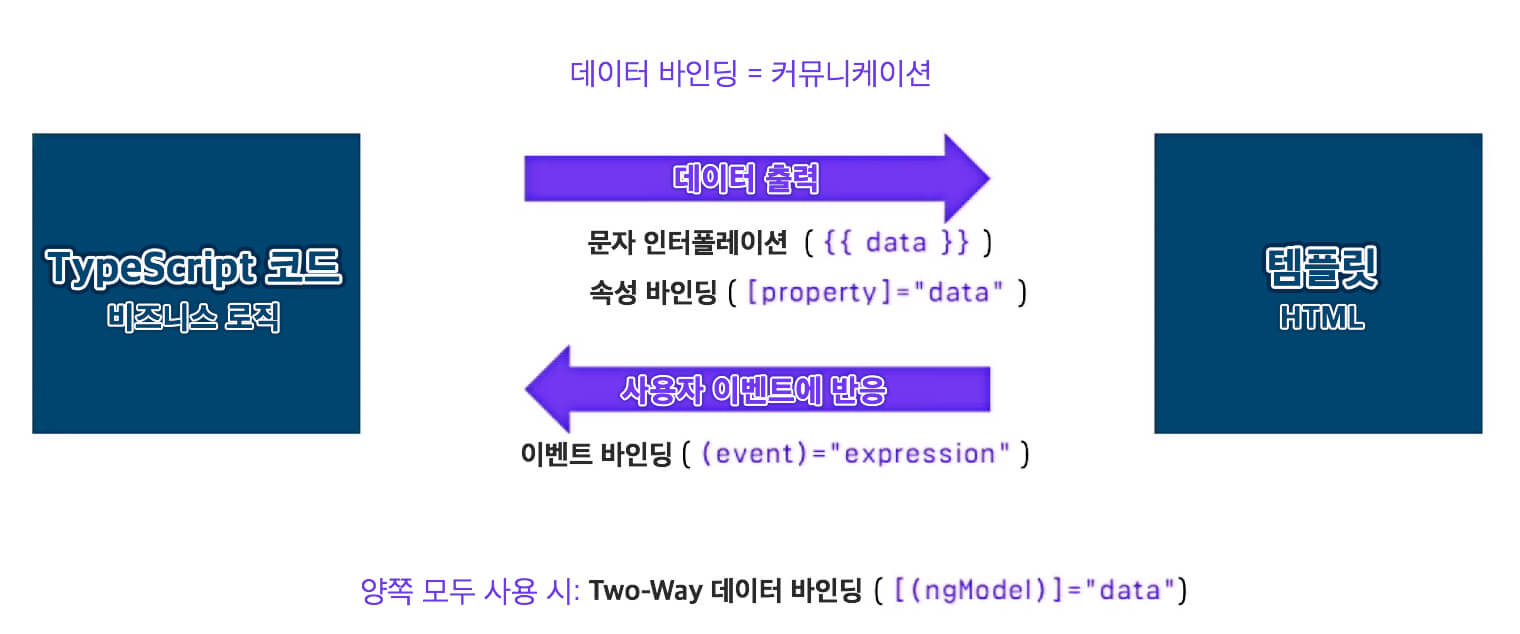 데이터 바인딩 = 커뮤니케이션
TypeScript 코드
비즈니스 로직
데이터 출력
문자 인터폴레이션 ( {{ data }} )
속성 바인딩 ( [property]="data" )
사용자 이벤트에 반응
이벤트 바인딩 ( (event)="expression" )
템플릿
HTML
양쪽 모두 사용 시: Two-Way 데이터 바인딩 ( [(ngModel)]="data")